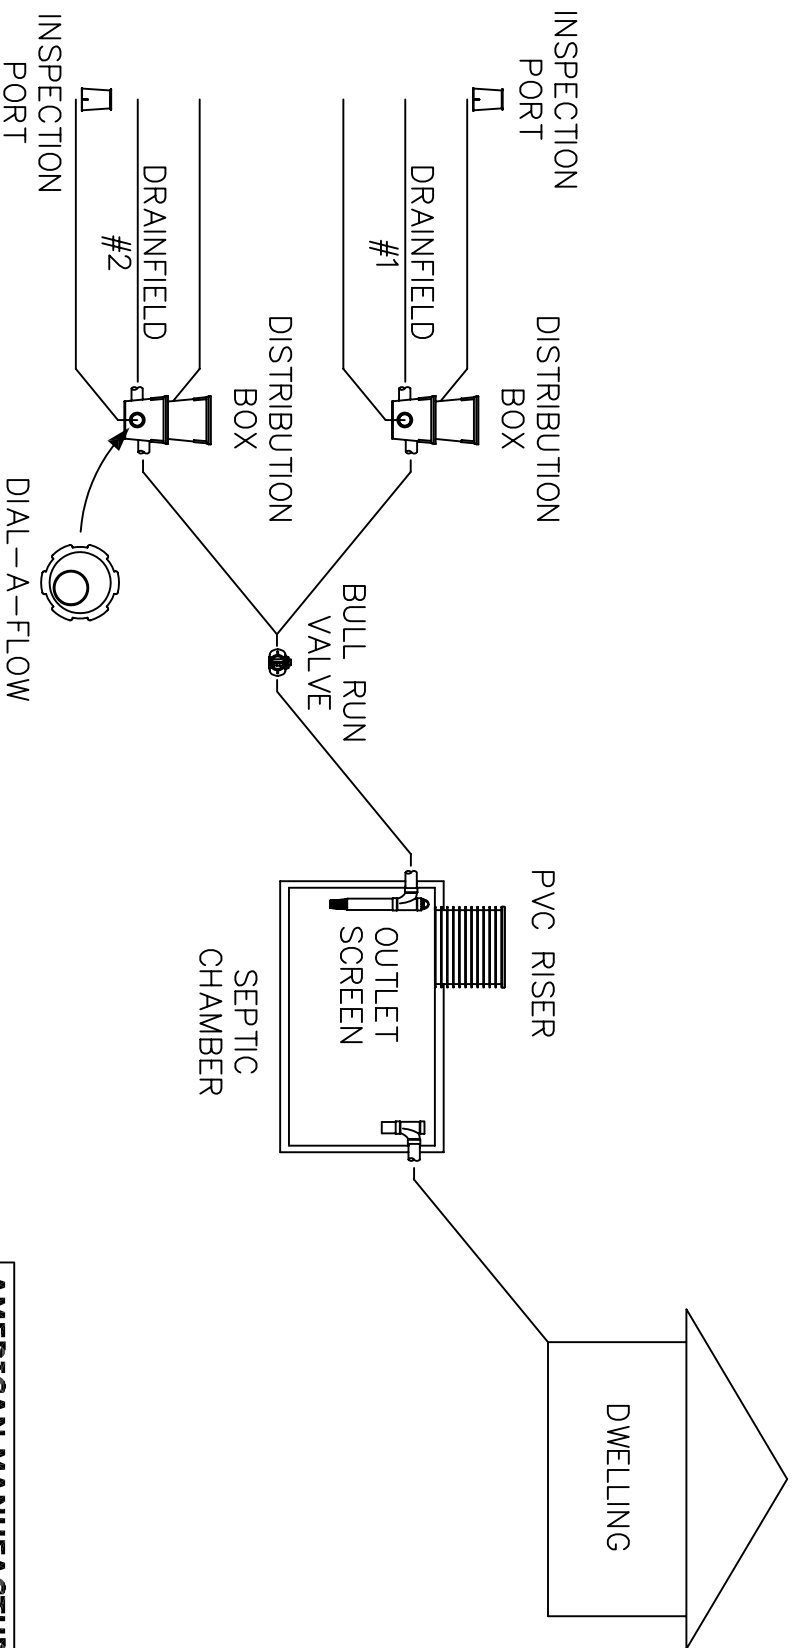 DWELLING
INSPECTION
PORT
DISTRIBUTION
BOX
PVC RISER
DRAINFIELD
#1
OUTLET
SCREEN
BULL RUN
VALVE
DISTRIBUTION
BOX
SEPTIC
CHAMBER
DRAINFIELD
#2
INSPECTION
PORT
DIAL-A-FLOW
AMERICAN